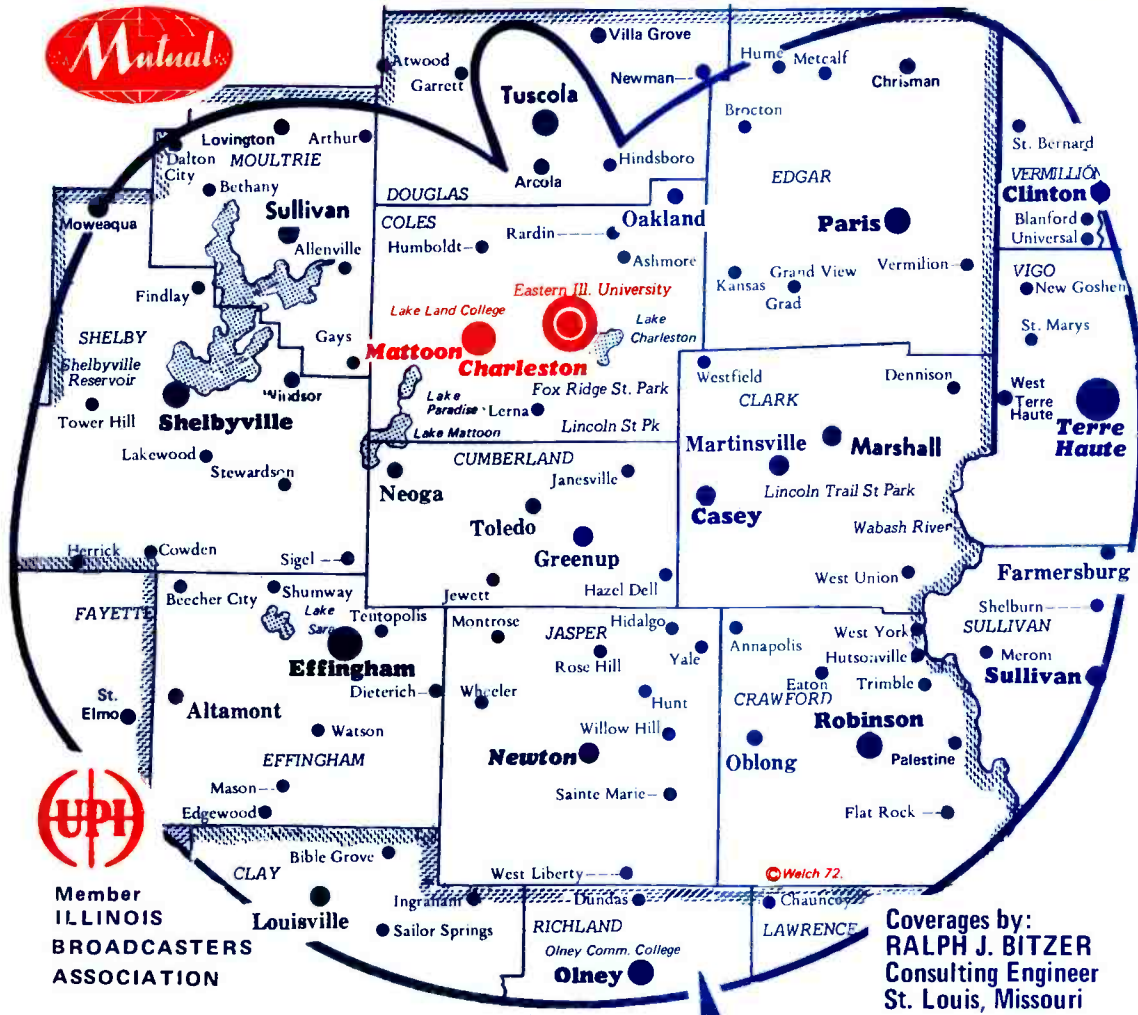 Mutual
Villa Grove
Hume
Metcalf
Atwood
Garrett
Newman
Chrisman
Tuscola
Brocton
Lovington
Arthur
St. Bernard
Dalton
City
MOULTRIE
Hindsboro
Arcola
VERMILLION
Clinton
Bethany
EDGAR
DOUGLAS
Oakland
Moweaqua
Sullivan
COLES
Rardin
Paris
Blanford
Universal
Humboldt
Allenville
Ashmore
Vermilion
VIGO
New Goshen
Findlay
Kansas
Grand View
Grad
Eastern Ill. University
Lake Land College
St. Marys
SHELBY
Shelbyville
Reservoir
Gays
Lake
Charleston
Mattoon
Charleston
Westfield
Dennison
Windsor
Lake
Paradise
Fox Ridge St. Park
West
Terre
Haute
Tower Hill
Shelbyville
Lerna
CLARK
Terre
Haute
Lake Mattoon
Lincoln St Pk
Martinsville
Marshall
Lakewood
Stewardson
CUMBERLAND
Neoga
Janesville
Lincoln Trail St Park
Toledo
Casey
Wabash River
Greenup
Herrick
Cowden
Sigel
West Union
Farmersburg
Jewett
Hazel Dell
FAYETTE
Beecher City
Shumway
Shelburn
Lake
Sara
Teutopolis
Montrose
JASPER
Hidalgo
Annapolis
West York
SULLIVAN
Effingham
Rose Hill
Yale
Hutsonville
Merom
Sullivan
St.
Elmo
Altamont
Dieterich
Wheeler
Hunt
Eaton
Trimble
CRAWFORD
Watson
Willow Hill
Robinson
Newton
Oblong
Palestine
EFFINGHAM
Mason
Sainte Marie
Edgewood
Flat Rock
UPI
Bible Grove
CLAY
West Liberty
© Welch 72.
Member
ILLINOIS
BROADCASTERS
ASSOCIATION
Louisville
Ingraham
Dundas
Chauncey
Sailor Springs
RICHLAND
LAWRENCE
Olney Comm. College
Olney
Coverages by:
RALPH J. BITZER
Consulting Engineer
St. Louis, Missouri